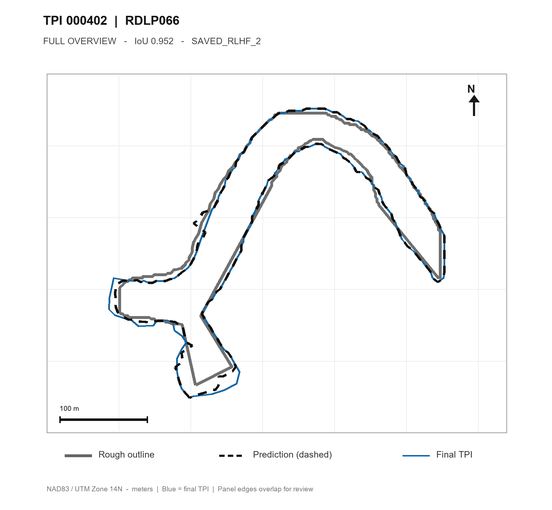 TPI 000402 | RDLP066
FULL OVERVIEW - IoU 0.952 - SAVED_RLHF_2
N
100 m
Rough outline
Prediction (dashed)
Final TPI
NAD83 / UTM Zone 14N - meters | Blue = final TPI | Panel edges overlap for review